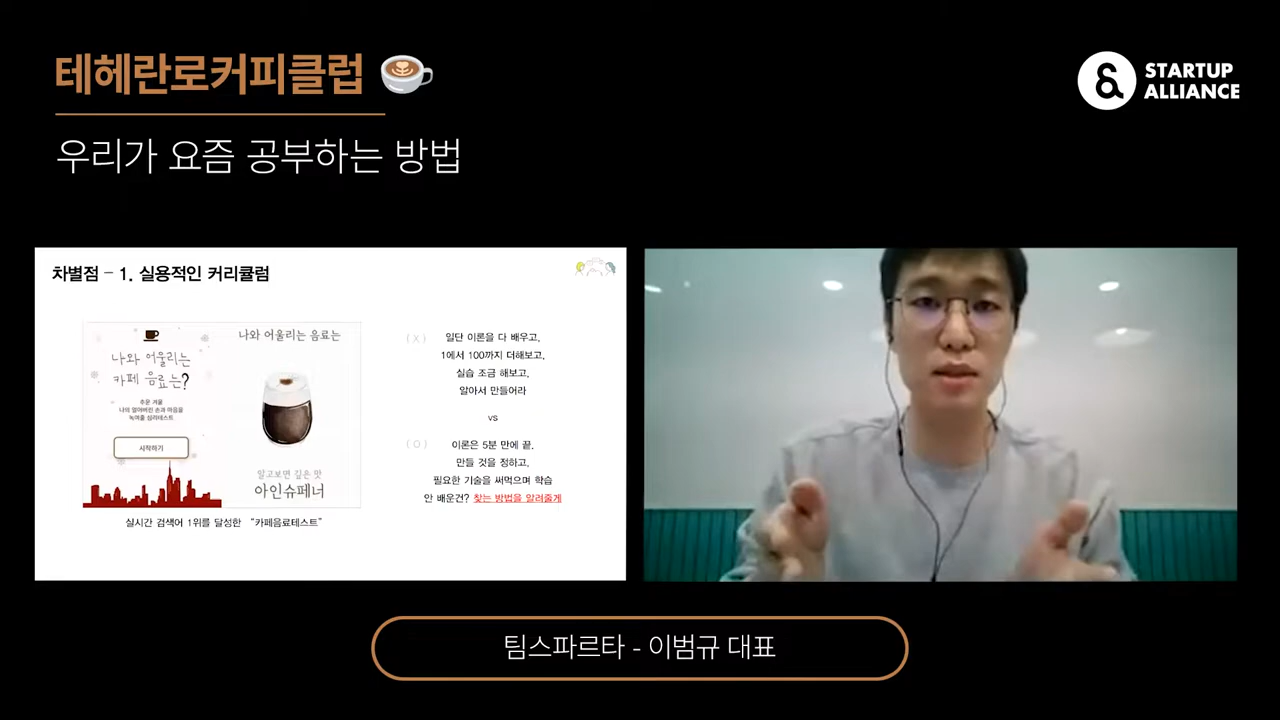 테헤란로커피클럽
STARTUP
ALLIANCE
우리가 요즘 공부하는 방법
차별점 – 1. 실용적인 커리큘럼
나와 어울리는
카페 음료는?
주문 겨울
나의 얼어버린 손과 마음을
녹여줄 심리테스트
시작하기
나와 어울리는 음료는
알고보면 깊은 맛
아인슈페너
실시간 검색어 1위를 달성한 “카페음료테스트”
( X ) 일단 이론을 다 배우고,
1에서 100까지 더해보고,
실습 조금 해보고,
알아서 만들어라
vs
( O ) 이론은 5분 만에 끝,
만들 것을 정하고,
필요한 기술을 써먹으며 학습
안 배운건? 찾는 방법을 알려줄게
팀스파르타 - 이범규 대표